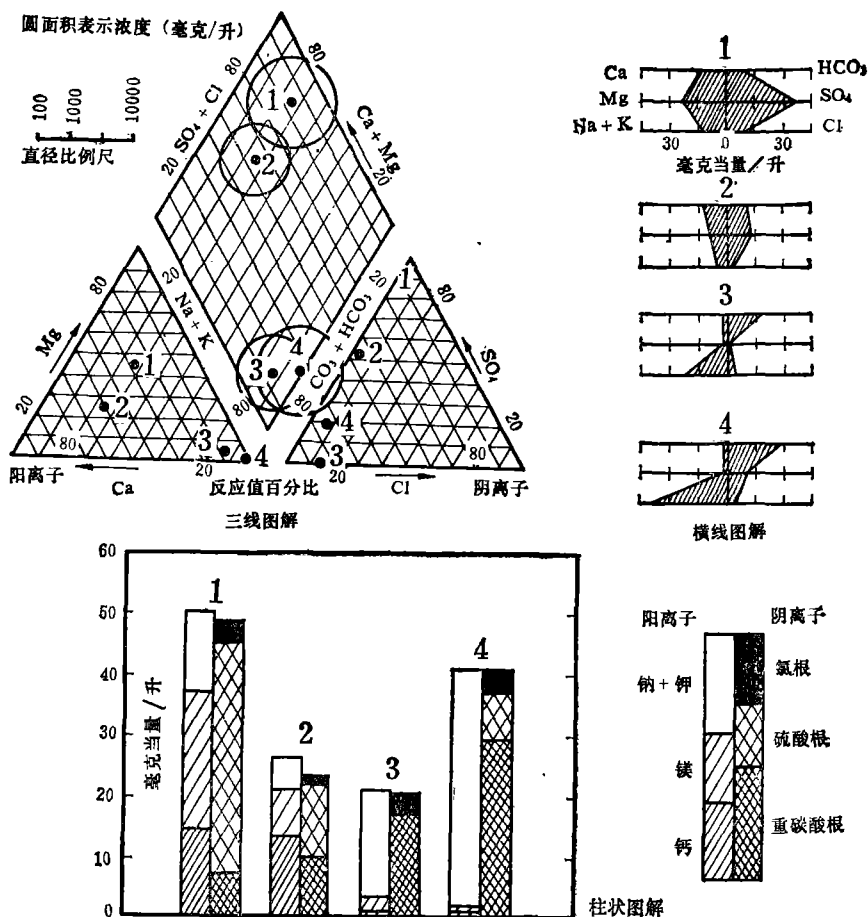 圆面积表示浓度（毫克/升）
100 1000 10000
直径比例尺
80 80
SO₄ + Cl Ca + Mg
20 20
1
2
20 20
Na + K CO₃ + HCO₃
3 4
80 80
80
Mg
20
1
2
3
4
80 20
阳离子
Ca
1
2
4
3
80
SO₄
20
20 80
Cl
阴离子
反应值百分比
三线图解
1
Ca HCO₃
Mg SO₄
Na + K Cl
30 0 30
毫克当量/升
2
3
4
横线图解
60
50
40
30
20
10
0
毫克当量/升
1
2
3
4
柱状图解
阳离子 阴离子
钠+钾 氯根
镁 硫酸根
钙 重碳酸根